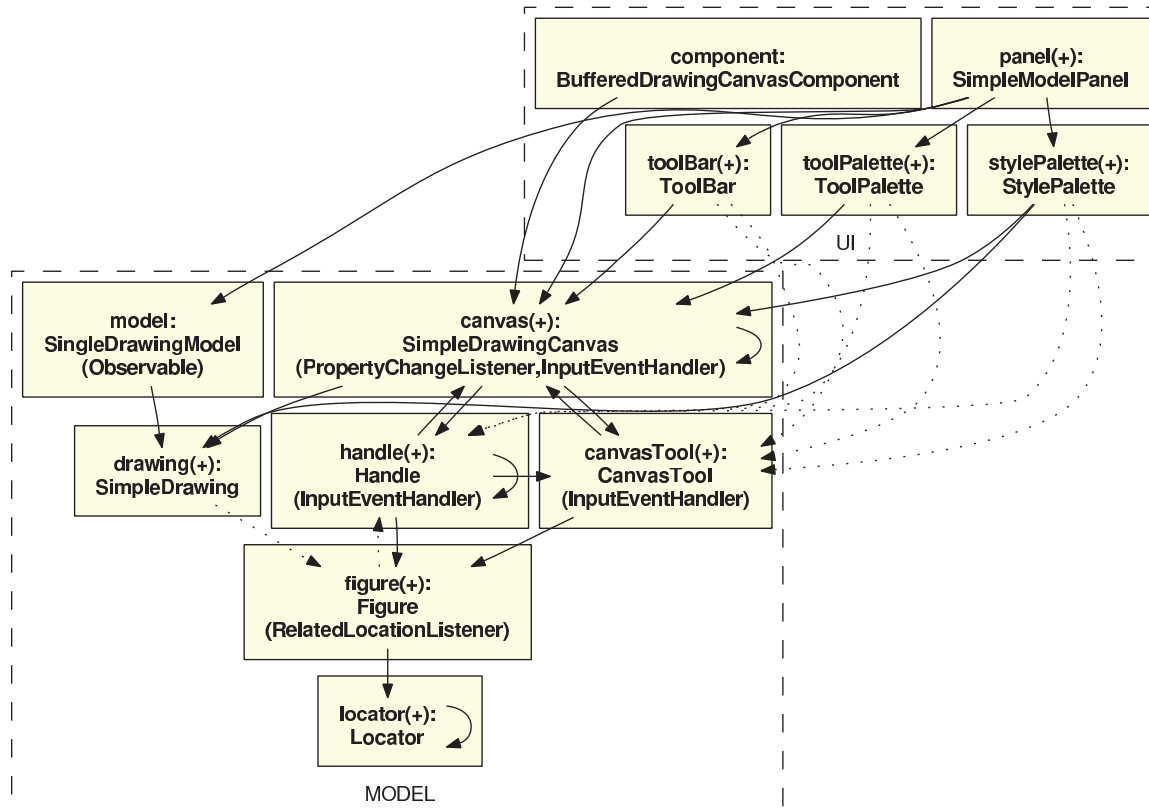 component:
BufferedDrawingCanvasComponent
panel(+):
SimpleModelPanel
toolBar(+):
ToolBar
toolPalette(+):
ToolPalette
stylePalette(+):
StylePalette
UI
model:
SingleDrawingModel
(Observable)
canvas(+):
SimpleDrawingCanvas
(PropertyChangeListener,InputEventHandler)
drawing(+):
SimpleDrawing
handle(+):
Handle
(InputEventHandler)
canvasTool(+):
CanvasTool
(InputEventHandler)
figure(+):
Figure
(RelatedLocationListener)
locator(+):
Locator
MODEL